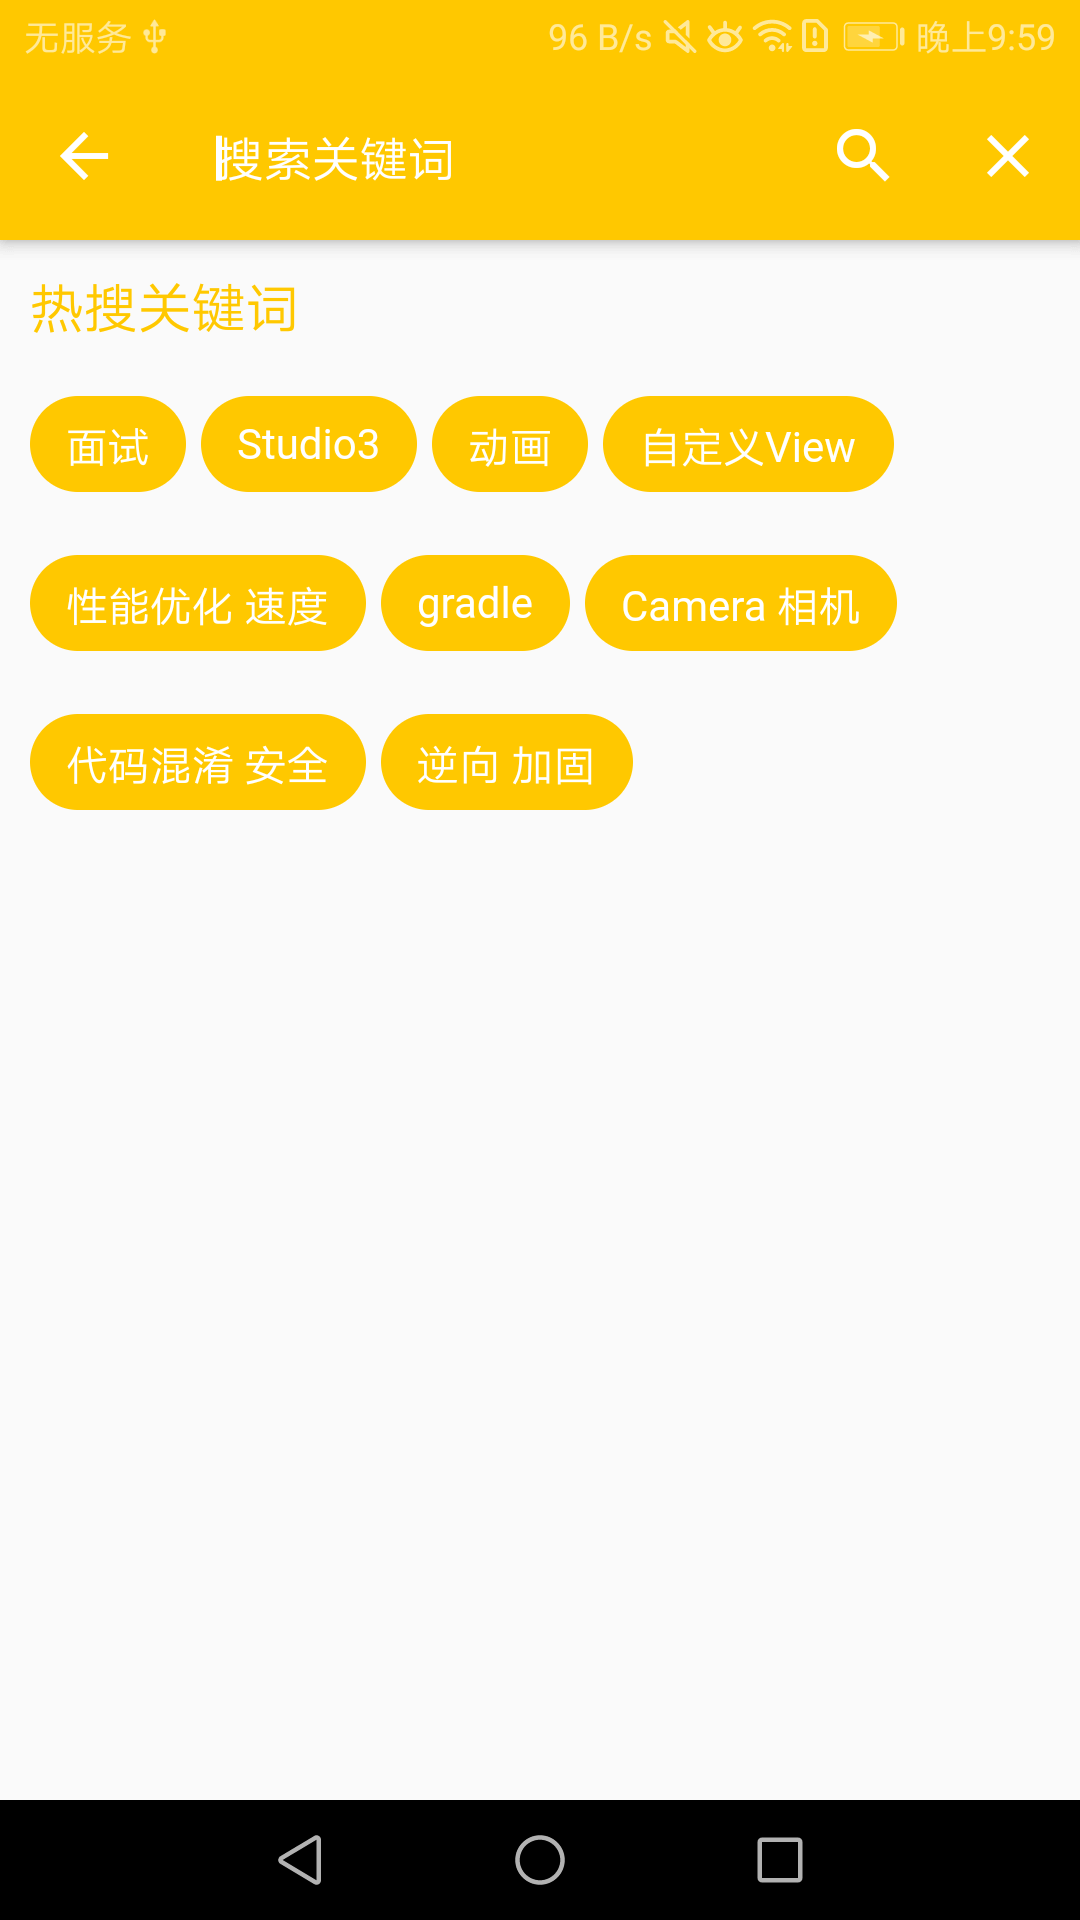 无服务 96 B/s 晚上9:59
搜索关键词
热搜关键词
面试 Studio3 动画 自定义View
性能优化 速度 gradle Camera 相机
代码混淆 安全 逆向 加固